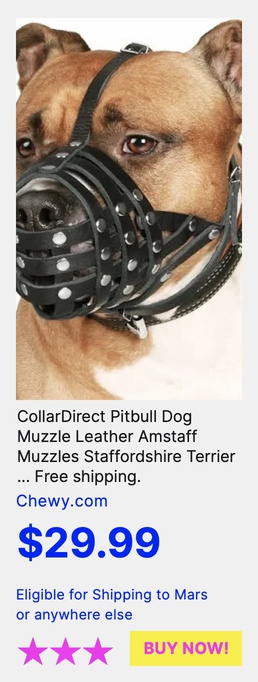 CollarDirect Pitbull Dog
Muzzle Leather Amstaff
Muzzles Staffordshire Terrier
... Free shipping.
Chewy.com
$29.99
Eligible for Shipping to Mars
or anywhere else
BUY NOW!